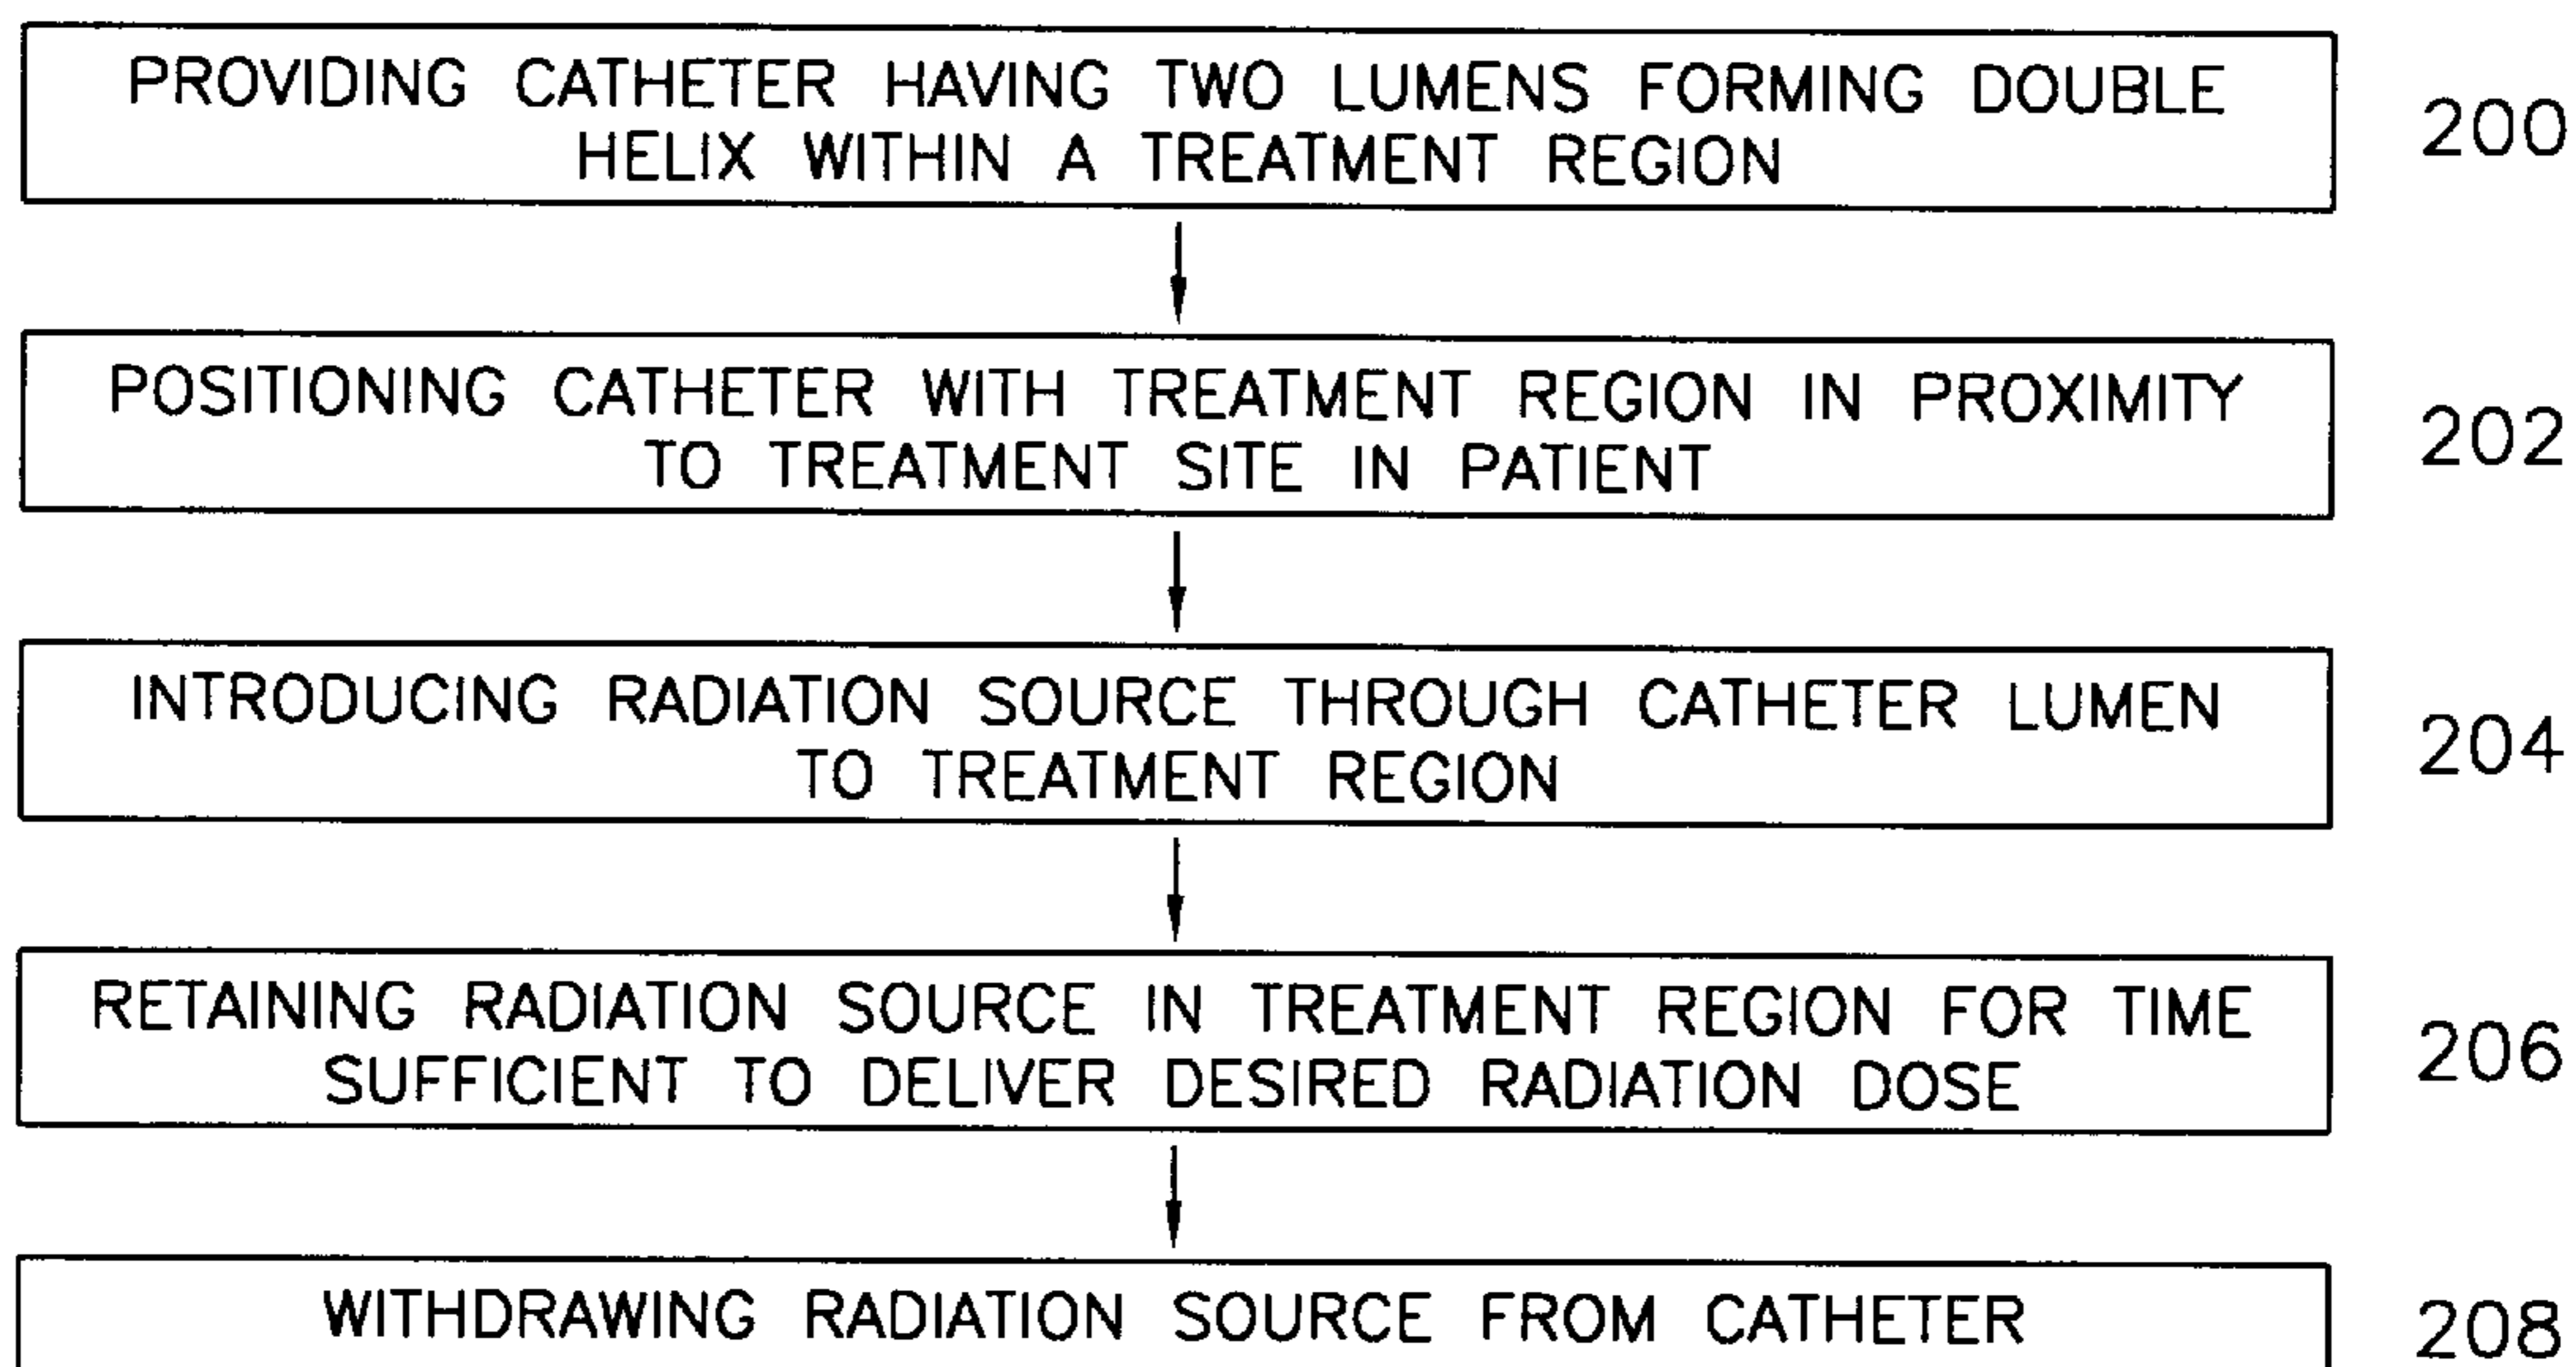 PROVIDING CATHETER HAVING TWO LUMENS FORMING DOUBLE
HELIX WITHIN A TREATMENT REGION
200
POSITIONING CATHETER WITH TREATMENT REGION IN PROXIMITY
TO TREATMENT SITE IN PATIENT
202
INTRODUCING RADIATION SOURCE THROUGH CATHETER LUMEN
TO TREATMENT REGION
204
RETAINING RADIATION SOURCE IN TREATMENT REGION FOR TIME
SUFFICIENT TO DELIVER DESIRED RADIATION DOSE
206
WITHDRAWING RADIATION SOURCE FROM CATHETER
208